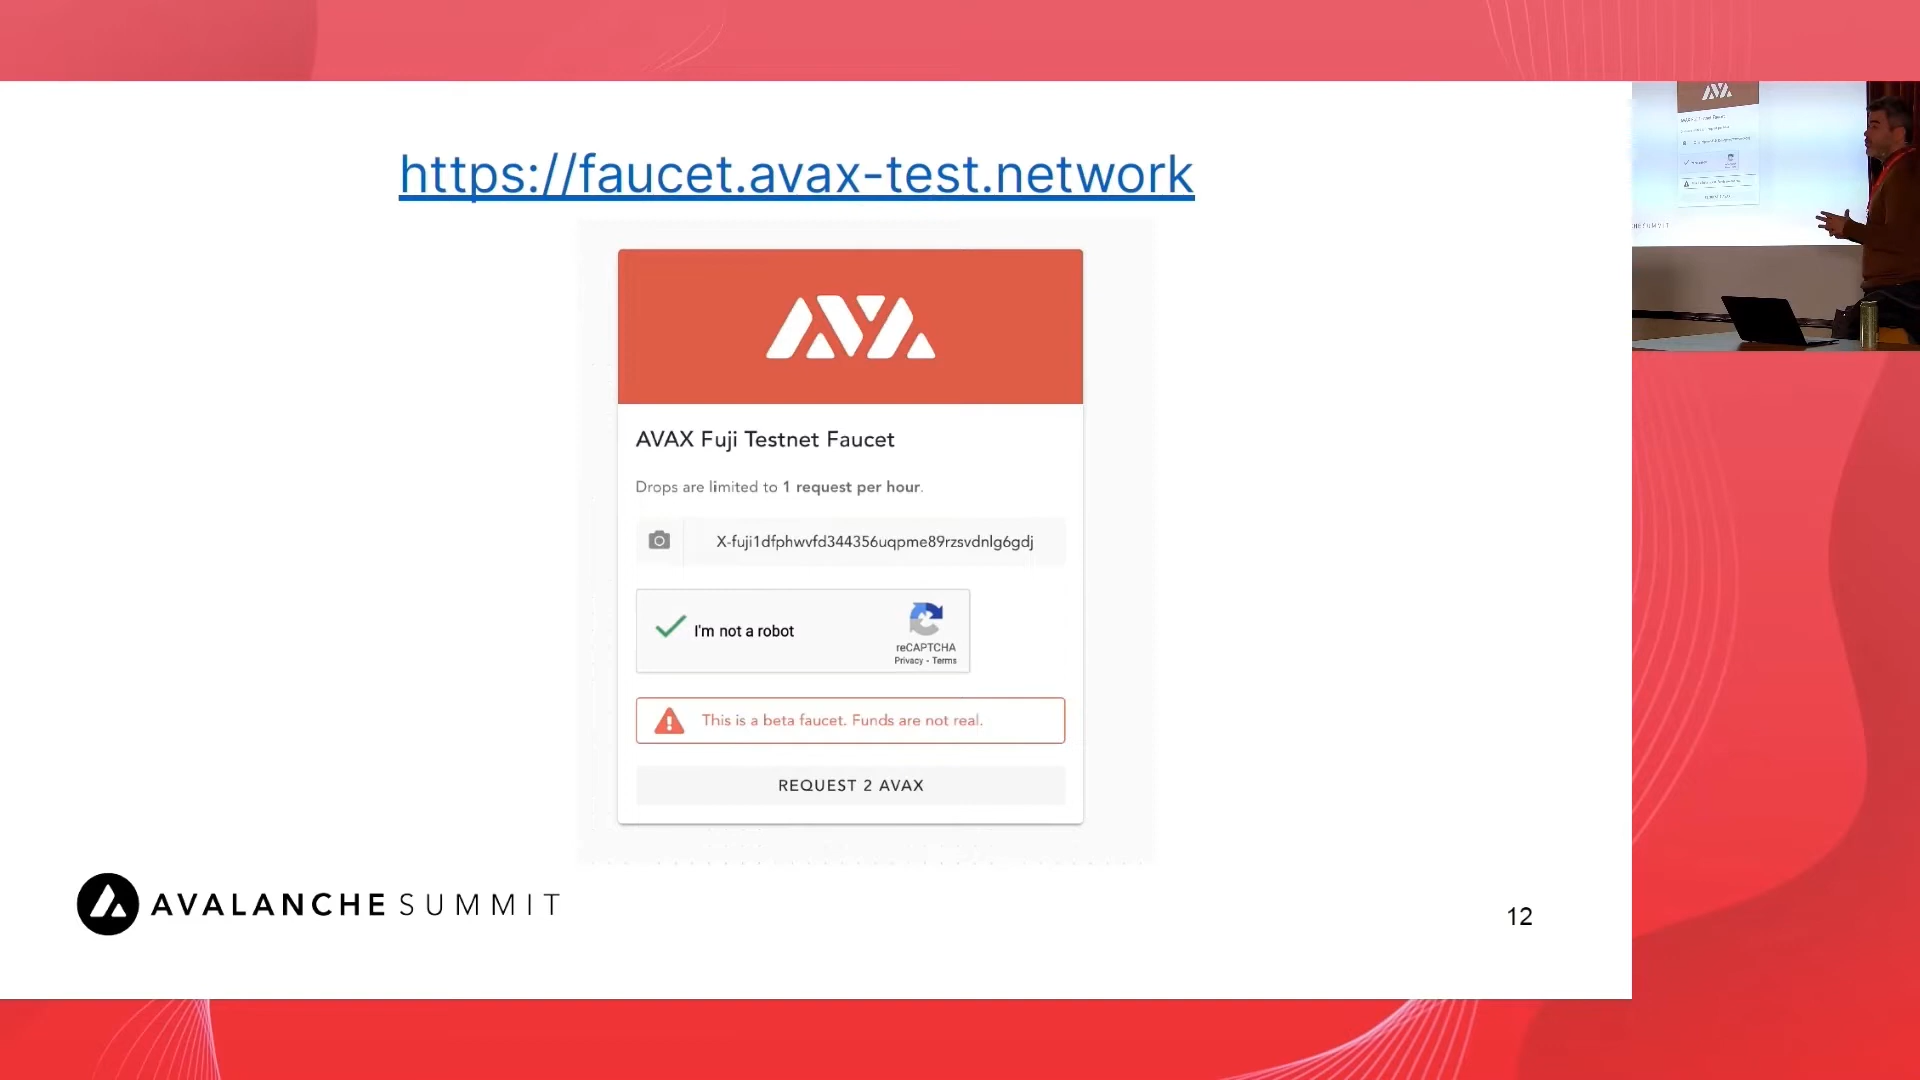 https://faucet.avax-test.network
AVAX Fuji Testnet Faucet
Drops are limited to 1 request per hour.
X-fuji1dfphwvfd344356uqpme89rzsvdnlg6gdj
I'm not a robot
reCAPTCHA
Privacy - Terms
This is a beta faucet. Funds are not real.
REQUEST 2 AVAX
AVALANCHE SUMMIT
12